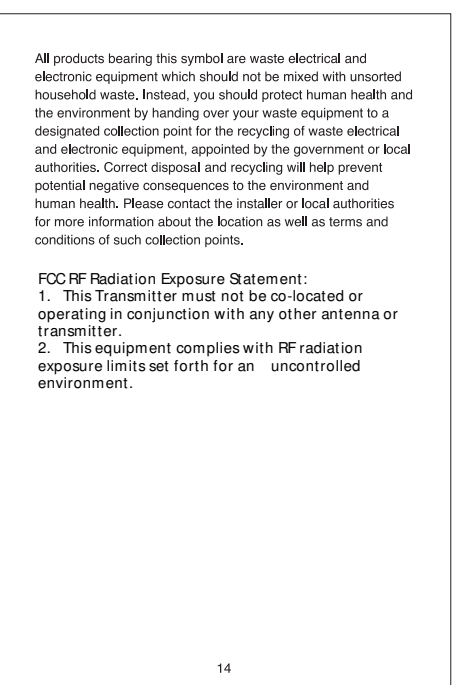 All products bearing this symbol are waste electrical and
electronic equipment which should not be mixed with unsorted
household waste. Instead, you should protect human health and
the environment by handing over your waste equipment to a
designated collection point for the recycling of waste electrical
and electronic equipment, appointed by the government or local
authorities. Correct disposal and recycling will help prevent
potential negative consequences to the environment and
human health. Please contact the installer or local authorities
for more information about the location as well as terms and
conditions of such collection points.
FCC RF Radiation Exposure Statement:
1. This Transmitter must not be co-located or
operating in conjunction with any other antenna or
transmitter.
2. This equipment complies with RF radiation
exposure limits set forth for an uncontrolled
environment.
14